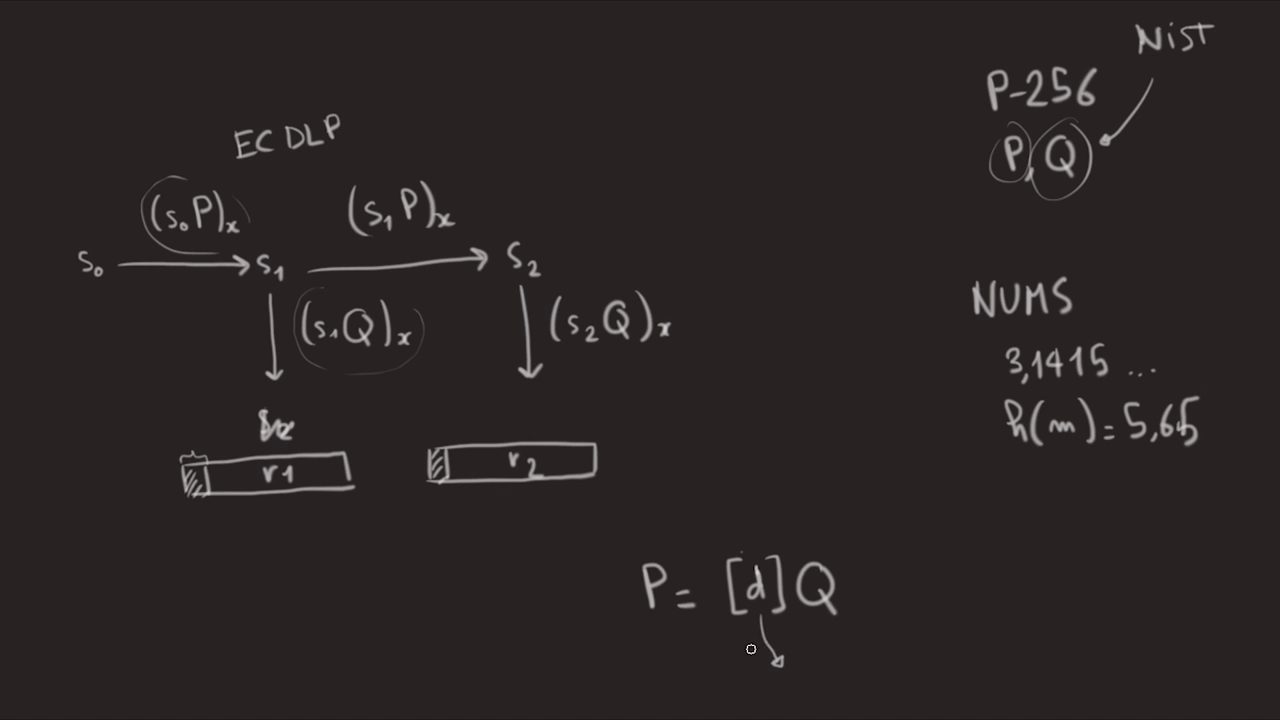 Nist
P-256
P, Q
EC DLP
(s₀P)ₓ
(s₁P)ₓ
s₀
s₁
s₂
(s₁Q)ₓ
(s₂Q)ₓ
NUMS
3,1415 ...
h(m) = 5,65
r1
r2
P = [d] Q